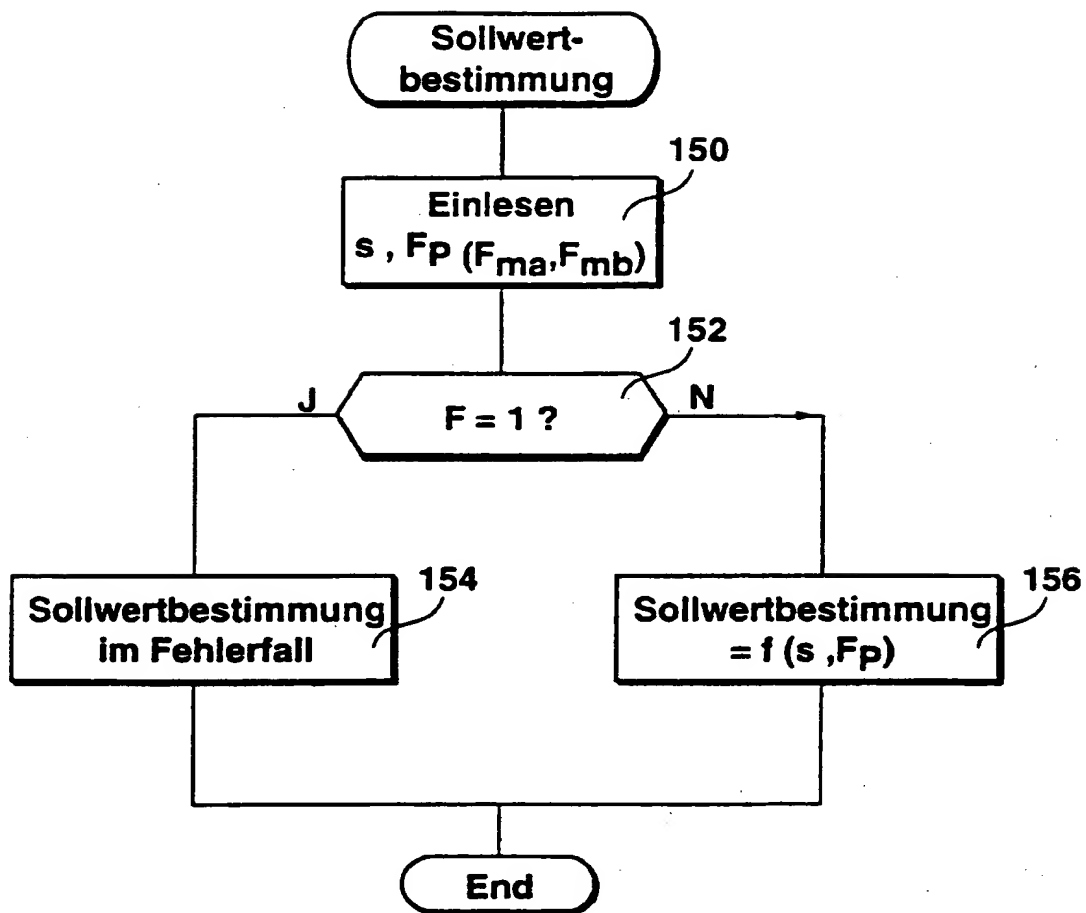 Sollwert-
bestimmung
150
Einlesen
s , Fp (Fma,Fmb)
152
J
F = 1 ?
N
154
Sollwertbestimmung
im Fehlerfall
156
Sollwertbestimmung
= f (s ,Fp)
End